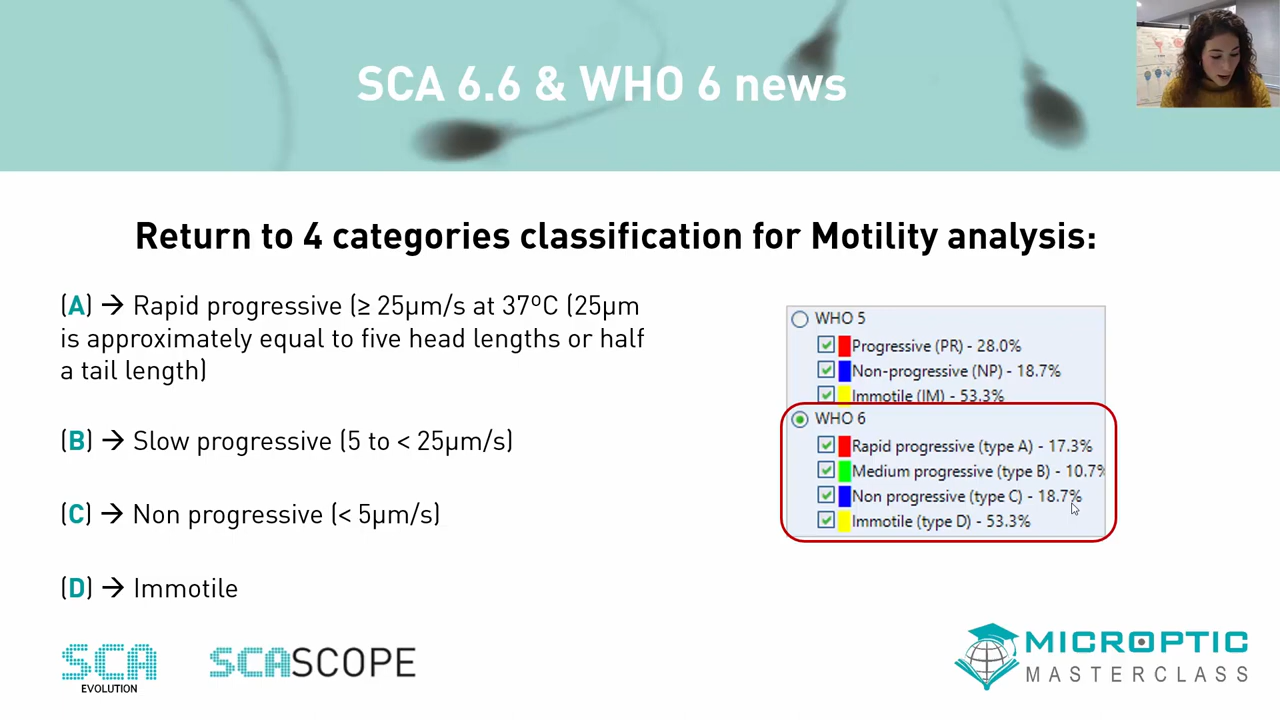 SCA 6.6 & WHO 6 news
Return to 4 categories classification for Motility analysis:
(A) → Rapid progressive (≥ 25µm/s at 37ºC (25µm
is approximately equal to five head lengths or half
a tail length)
(B) → Slow progressive (5 to < 25µm/s)
(C) → Non progressive (< 5µm/s)
(D) → Immotile
WHO 5
Progressive (PR) - 28.0%
Non-progressive (NP) - 18.7%
Immotile (IM) - 53.3%
WHO 6
Rapid progressive (type A) - 17.3%
Medium progressive (type B) - 10.7%
Non progressive (type C) - 18.7%
Immotile (type D) - 53.3%
SCA
EVOLUTION
SCASCOPE
MICROPTIC
MASTERCLASS